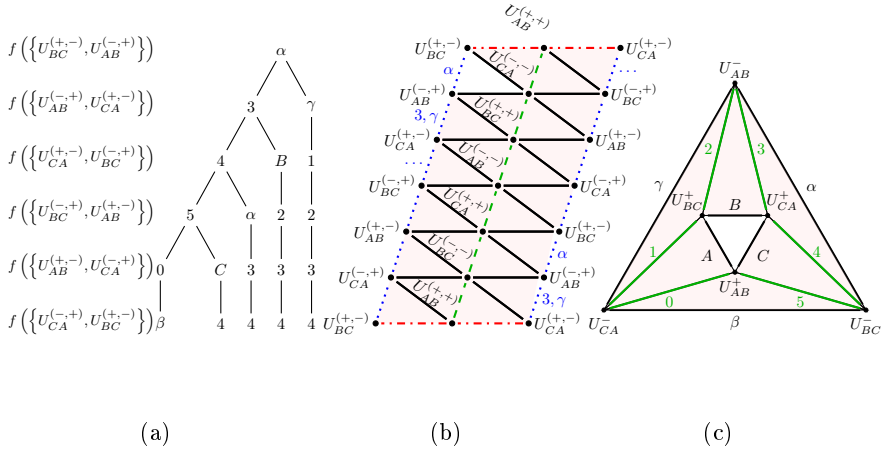 f({U_{BC}^{(+,-)}, U_{AB}^{(-,+)}}) α
f({U_{AB}^{(-,+)}, U_{CA}^{(+,-)}}) 3 γ
f({U_{CA}^{(+,-)}, U_{BC}^{(-,+)}}) 4 B 1
f({U_{BC}^{(-,+)}, U_{AB}^{(+,-)}}) 5 α 2 2
f({U_{AB}^{(+,-)}, U_{CA}^{(-,+)}}) 0 C 3 3 3
f({U_{CA}^{(-,+)}, U_{BC}^{(+,-)}}) β 4 4 4 4
U_{AB}^{(+,+)}
U_{BC}^{(+,-)} U_{CA}^{(+,-)}
α U_{CA}^{(-,-)} ...
U_{AB}^{(-,+)} U_{BC}^{(-,+)}
3, γ U_{BC}^{(+,+)}
U_{CA}^{(+,-)} U_{AB}^{(+,-)}
... U_{AB}^{(-,-)}
U_{BC}^{(-,+)} U_{CA}^{(-,+)}
U_{CA}^{(+,+)}
U_{AB}^{(+,-)} U_{BC}^{(+,-)}
U_{BC}^{(-,-)} α
U_{CA}^{(-,+)} U_{AB}^{(-,+)}
U_{AB}^{(+,+)} 3, γ
U_{BC}^{(+,-)} U_{CA}^{(+,-)}
U_{AB}^{-}
2 3
γ α
U_{BC}^{+} B U_{CA}^{+}
1 A C 4
U_{AB}^{+}
0 5
U_{CA}^{-} β U_{BC}^{-}
(a) (b) (c)